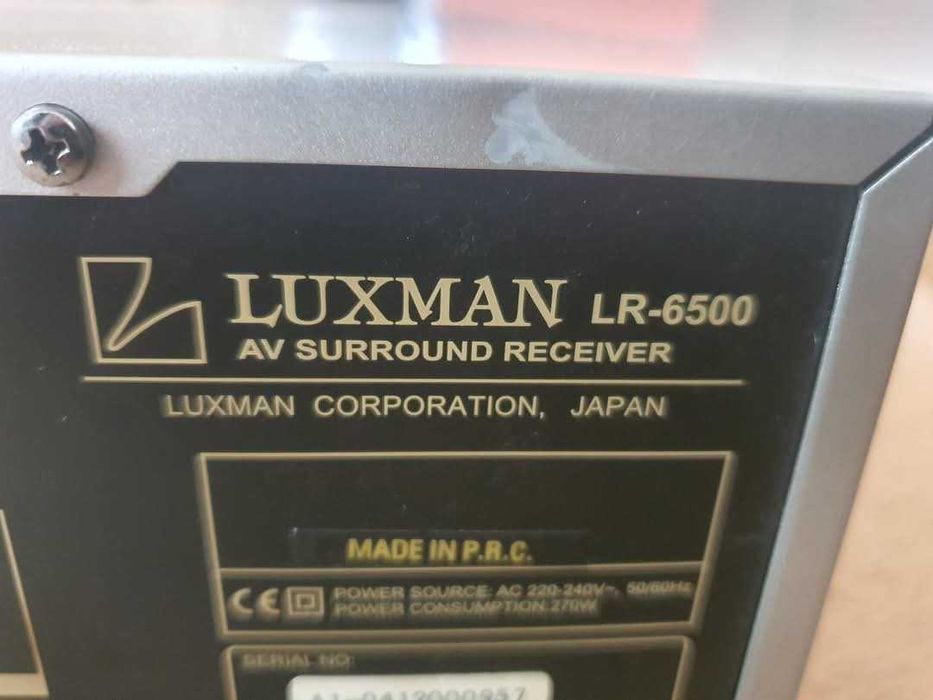 LUXMAN LR-6500
AV SURROUND RECEIVER
LUXMAN CORPORATION, JAPAN
MADE IN P.R.C.
CE POWER SOURCE: AC 220-240V~, 50/60Hz
POWER CONSUMPTION 270W
SERIAL NO: